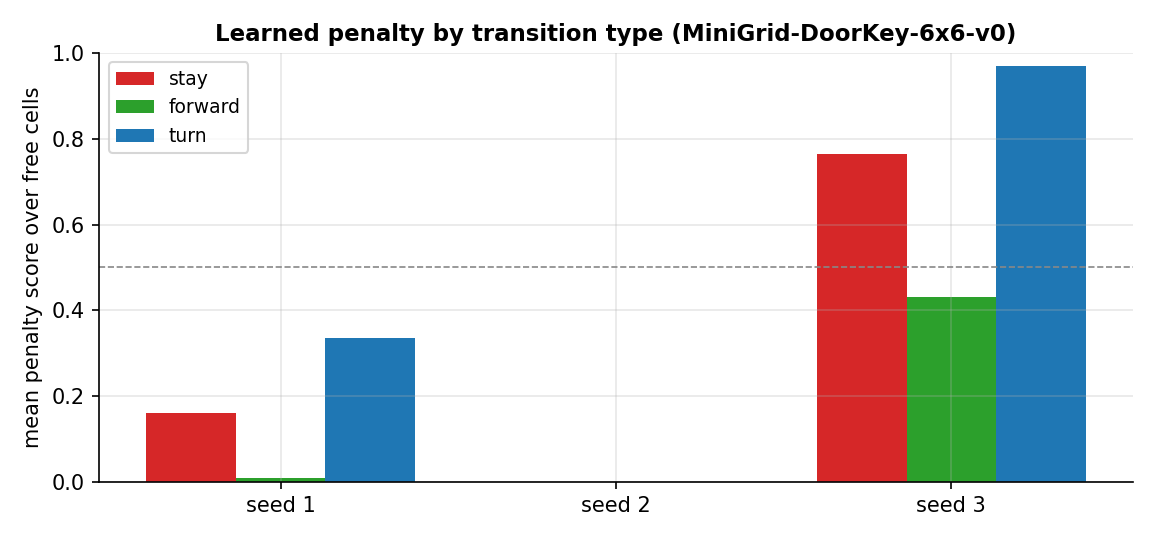 Learned penalty by transition type (MiniGrid-DoorKey-6x6-v0)
mean penalty score over free cells
1.0
0.8
0.6
0.4
0.2
0.0
stay
forward
turn
seed 1
seed 2
seed 3